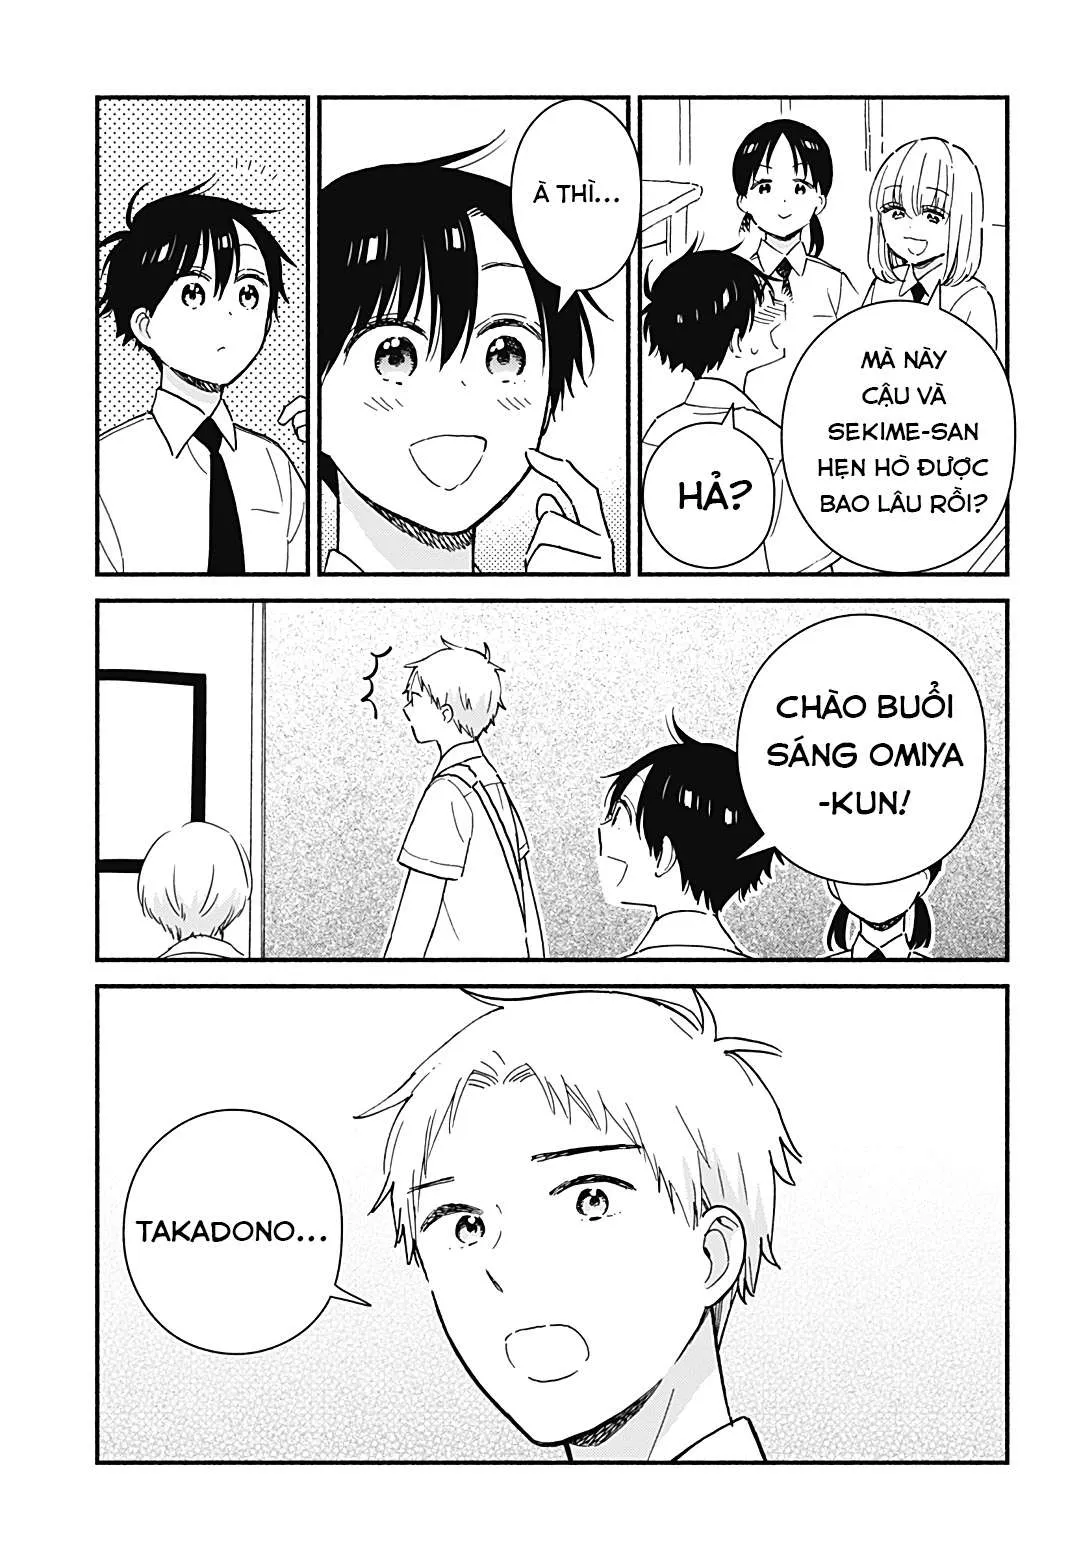 MÀ NÀY
CẬU VÀ
SEKIME-SAN
HẸN HÒ ĐƯỢC
BAO LÂU RỒI?
HẢ?
À THÌ...
CHÀO BUỔI
SÁNG OMIYA
-KUN!
TAKADONO...